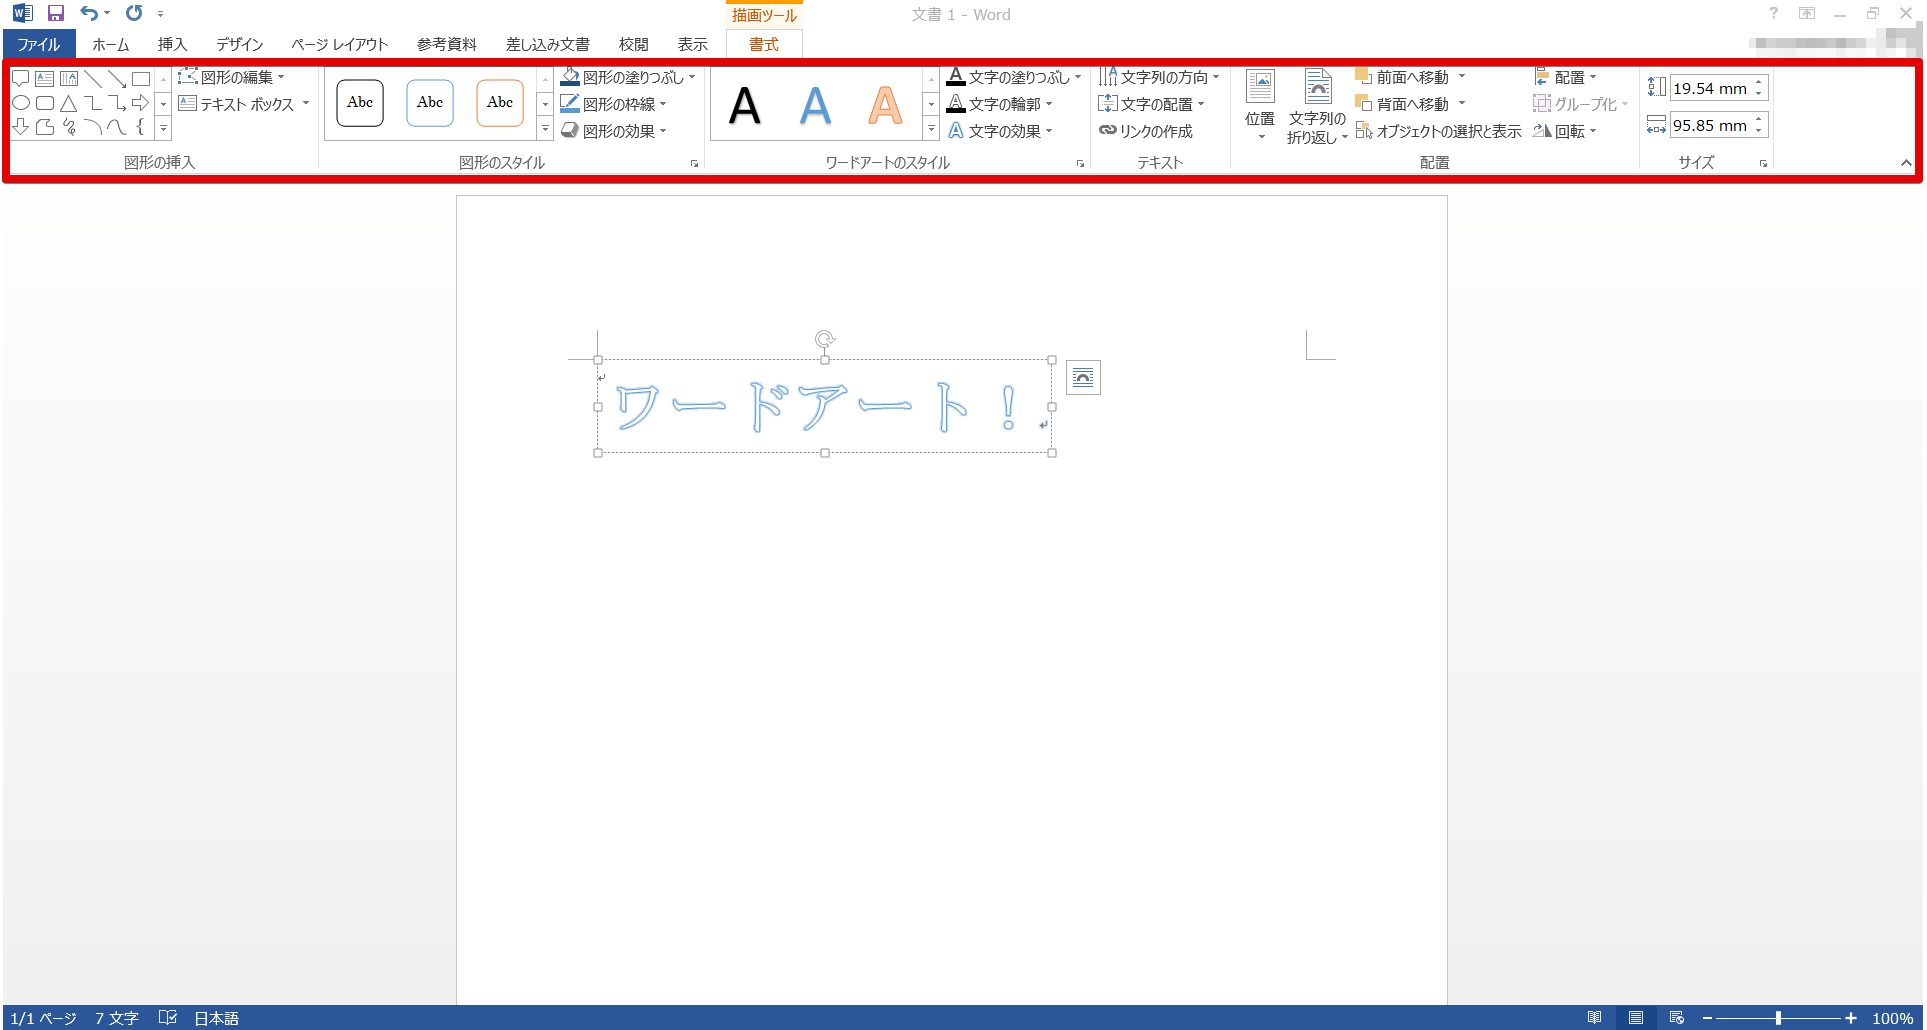 描画ツール
文書 1 - Word
ファイル ホーム 挿入 デザイン ページ レイアウト 参考資料 差し込み文書 校閲 表示 書式
図形の編集
テキスト ボックス
図形の挿入
Abc Abc Abc
図形の塗りつぶし
図形の枠線
図形の効果
図形のスタイル
A A A
文字の塗りつぶし
文字の輪郭
文字の効果
ワードアートのスタイル
文字列の方向
文字の配置
リンクの作成
テキスト
位置
文字列の
折り返し
前面へ移動
背面へ移動
オブジェクトの選択と表示
配置
グループ化
回転
配置
19.54 mm
95.85 mm
サイズ
ワードアート！
1/1 ページ 7 文字 日本語 100%